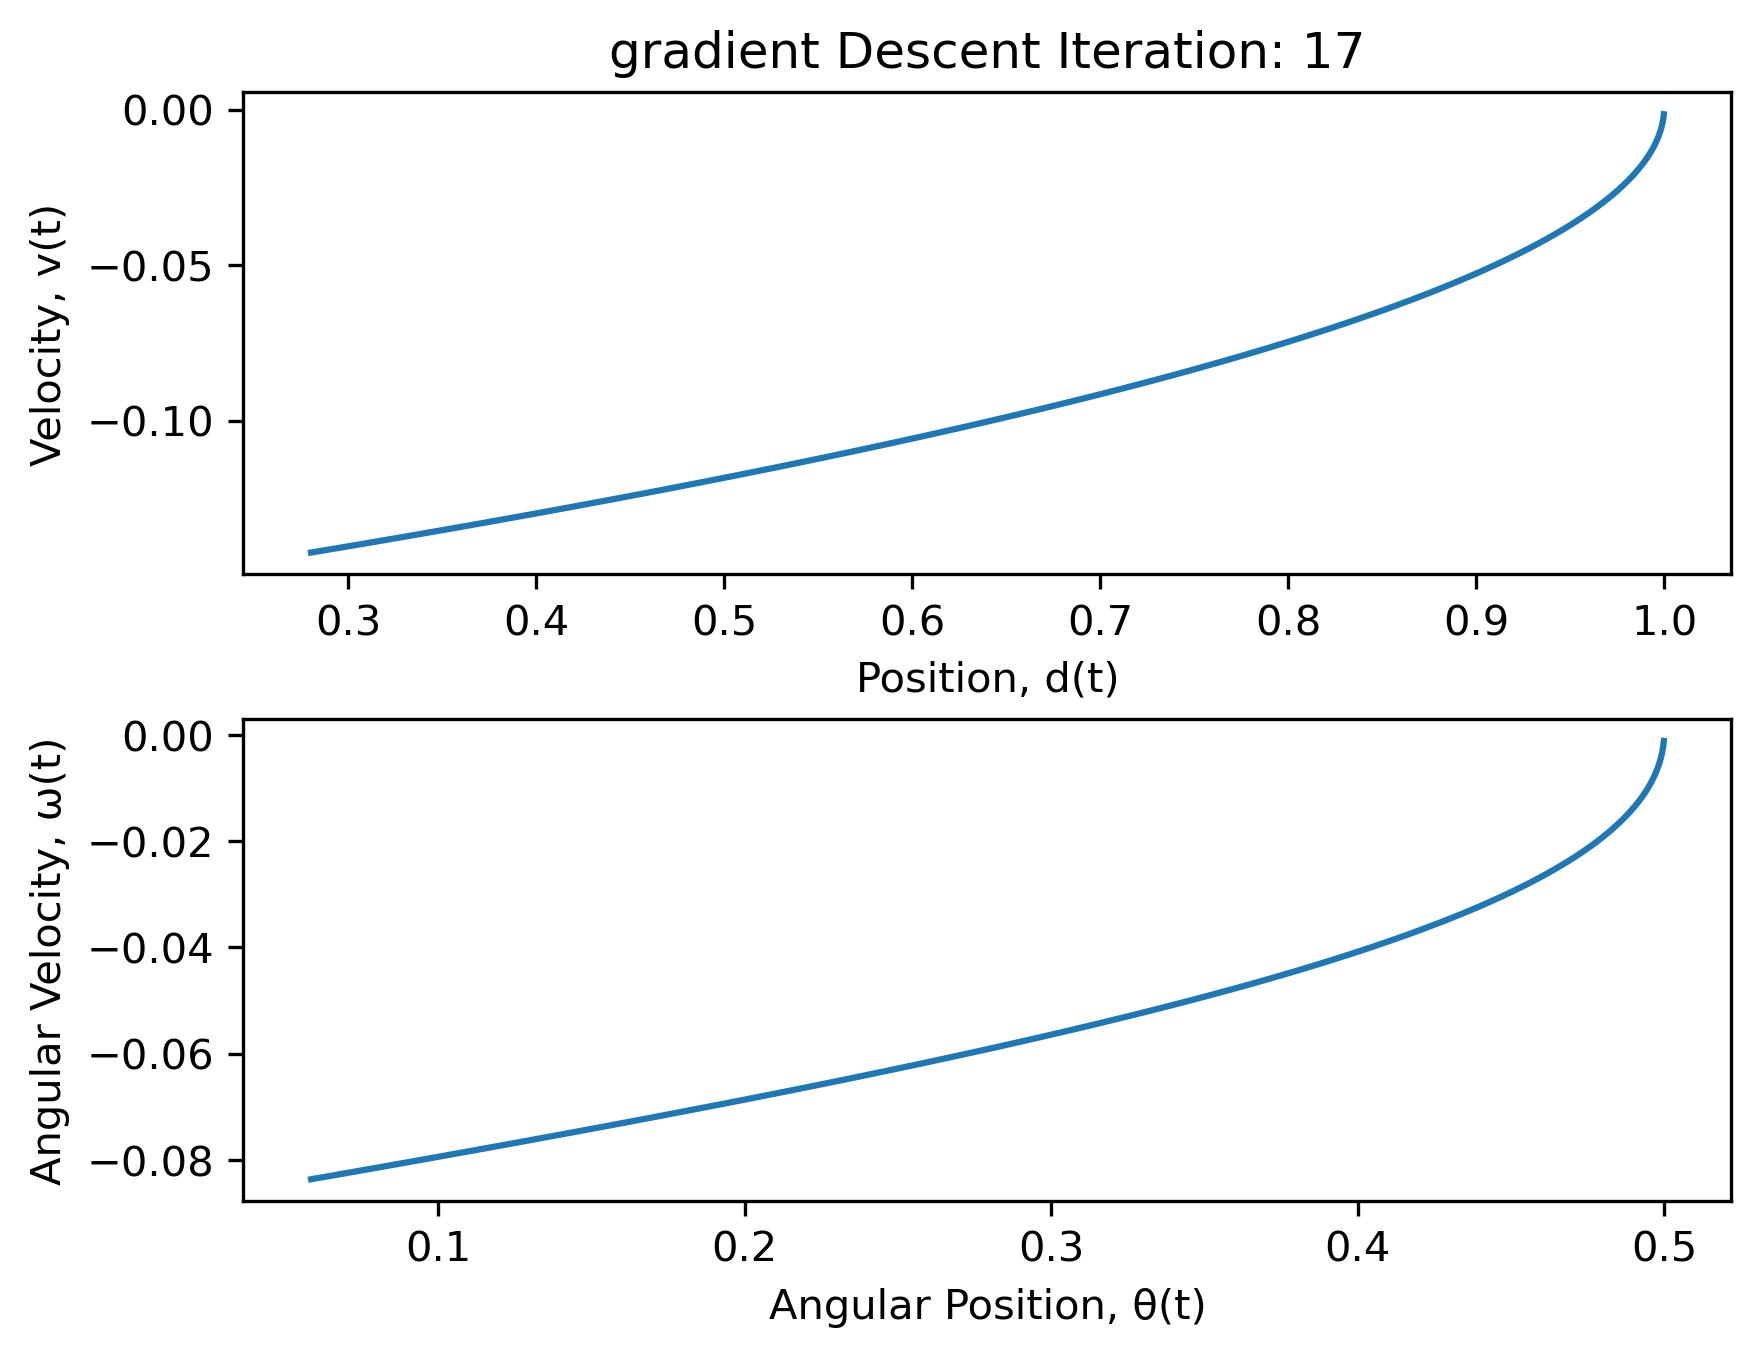 gradient Descent Iteration: 17
0.00
−0.05
−0.10
Velocity, v(t)
0.3 0.4 0.5 0.6 0.7 0.8 0.9 1.0
Position, d(t)
0.00
−0.02
−0.04
−0.06
−0.08
Angular Velocity, ω(t)
0.1 0.2 0.3 0.4 0.5
Angular Position, θ(t)